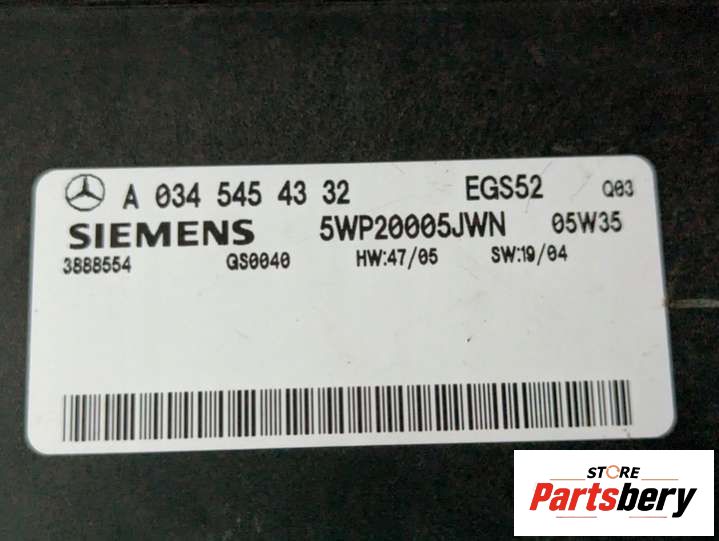 A 034 545 43 32 EGS52 Q03
SIEMENS 5WP20005JWN 05W35
3888554 QS0040 HW:47/05 SW:19/04
STORE
Partsbery